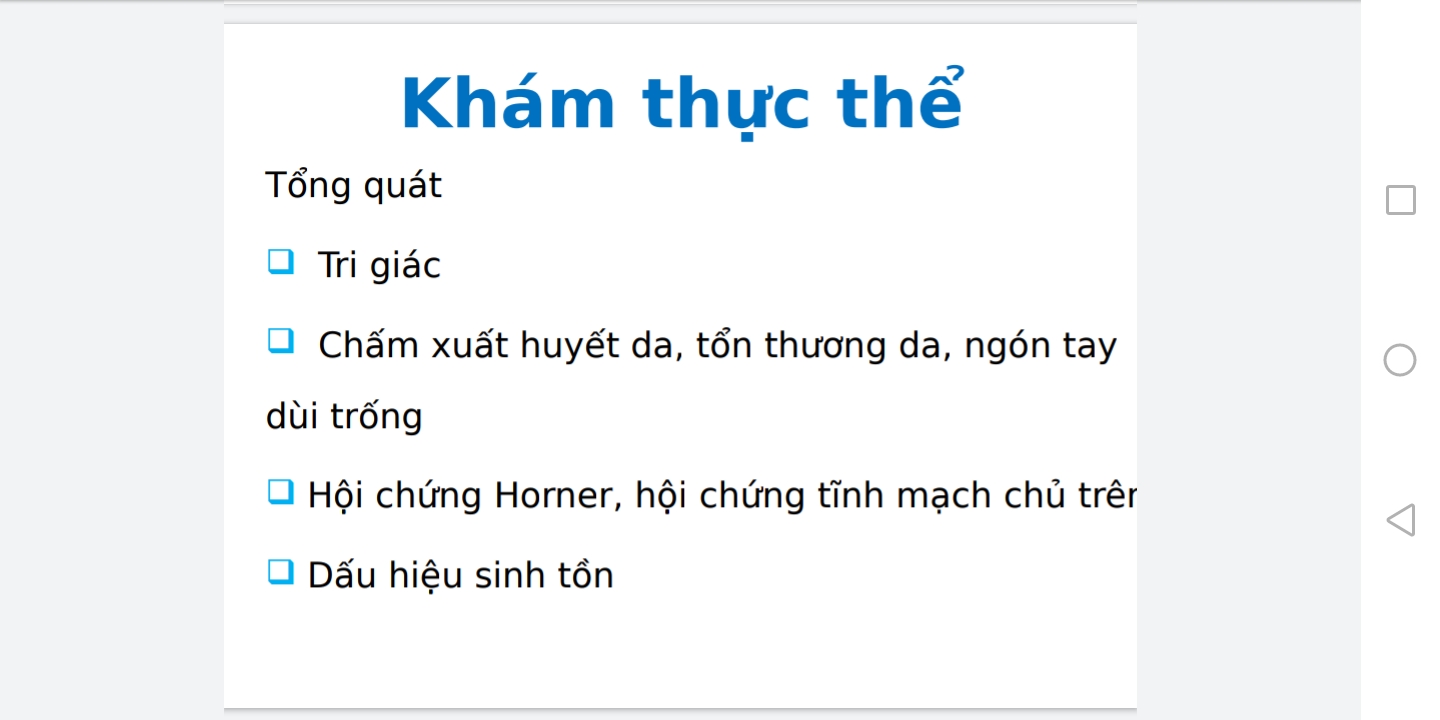 Khám thực thể
Tổng quát
Tri giác
Chấm xuất huyết da, tổn thương da, ngón tay
dùi trống
Hội chứng Horner, hội chứng tĩnh mạch chủ trên
Dấu hiệu sinh tồn